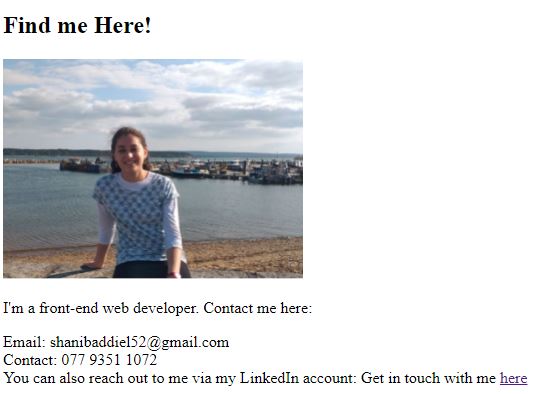 Find me Here!
I'm a front-end web developer. Contact me here:
Email: shanibaddiel52@gmail.com
Contact: 077 9351 1072
You can also reach out to me via my LinkedIn account: Get in touch with me here